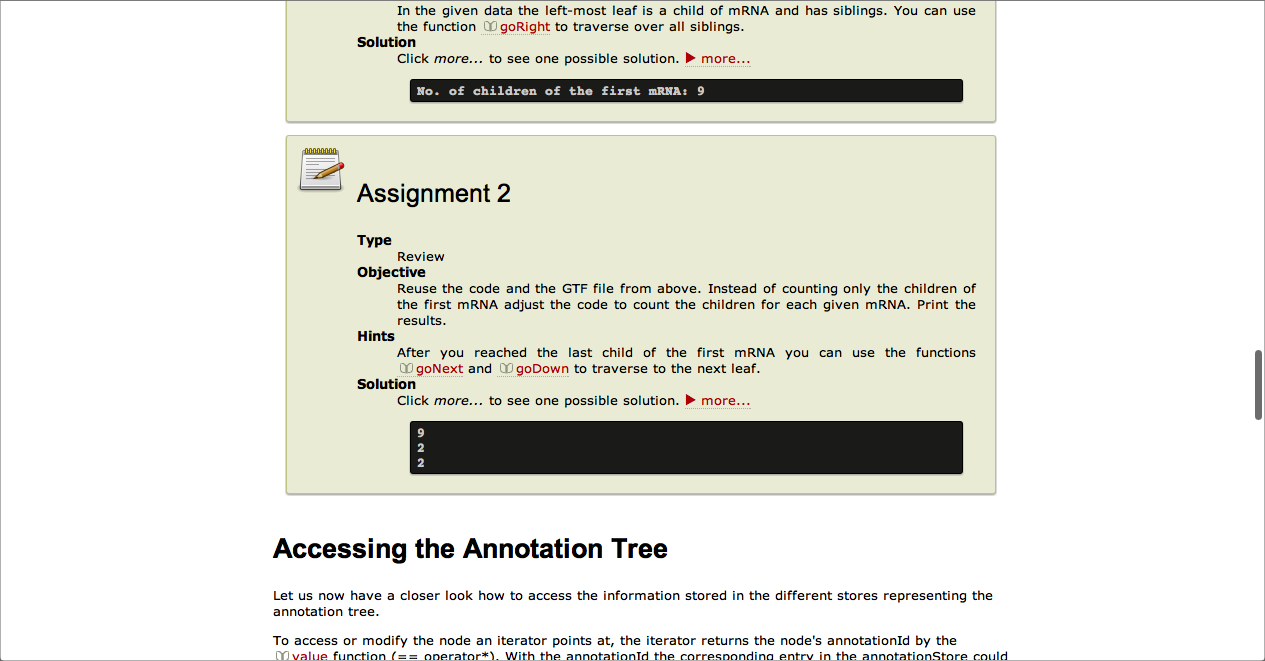 In the given data the left-most leaf is a child of mRNA and has siblings. You can use
the function goRight to traverse over all siblings.
Solution
Click more... to see one possible solution. more...
No. of children of the first mRNA: 9
Assignment 2
Type
Review
Objective
Reuse the code and the GTF file from above. Instead of counting only the children of
the first mRNA adjust the code to count the children for each given mRNA. Print the
results.
Hints
After you reached the last child of the first mRNA you can use the functions
goNext and goDown to traverse to the next leaf.
Solution
Click more... to see one possible solution. more...
9
2
2
Accessing the Annotation Tree
Let us now have a closer look how to access the information stored in the different stores representing the
annotation tree.
To access or modify the node an iterator points at, the iterator returns the node's annotationId by the
value function (== operator*). With the annotationId the corresponding entry in the annotationStore could